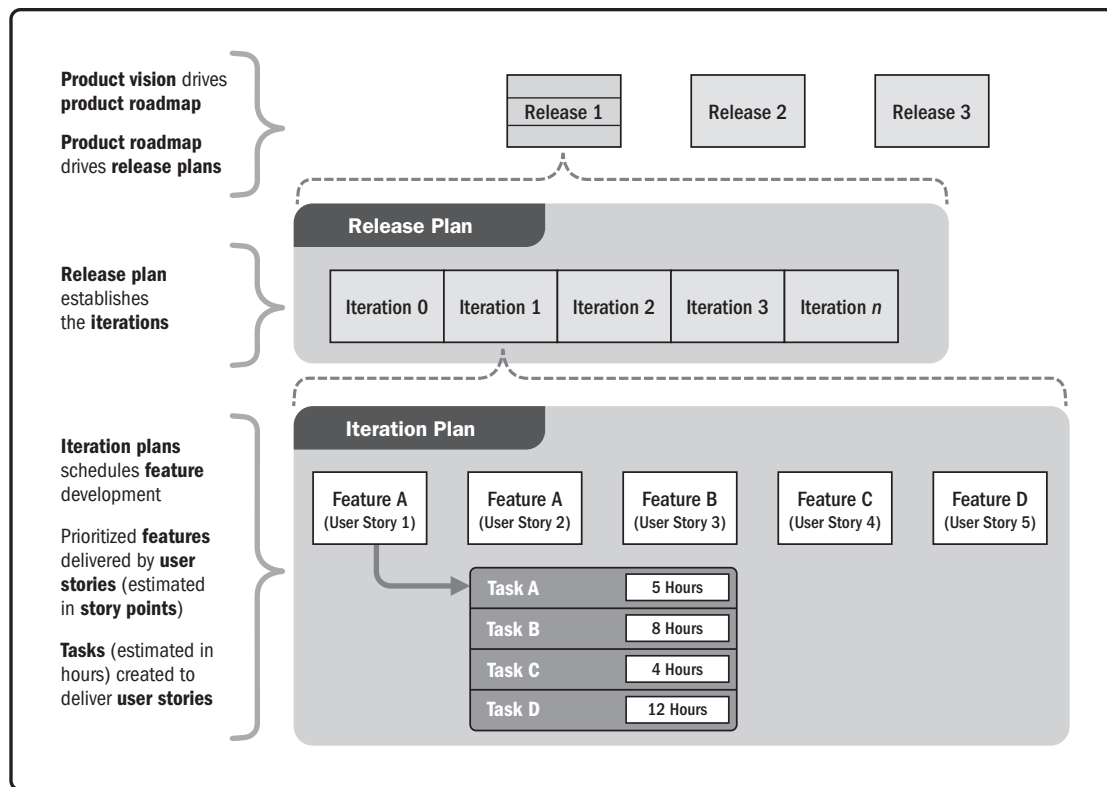 Product vision drives
product roadmap
Product roadmap
drives release plans
Release 1
Release 2
Release 3
Release Plan
Release plan
establishes
the iterations
Iteration 0
Iteration 1
Iteration 2
Iteration 3
Iteration n
Iteration Plan
Iteration plans
schedules feature
development
Prioritized features
delivered by user
stories (estimated
in story points)
Tasks (estimated in
hours) created to
deliver user stories
Feature A
(User Story 1)
Feature A
(User Story 2)
Feature B
(User Story 3)
Feature C
(User Story 4)
Feature D
(User Story 5)
Task A
5 Hours
Task B
8 Hours
Task C
4 Hours
Task D
12 Hours